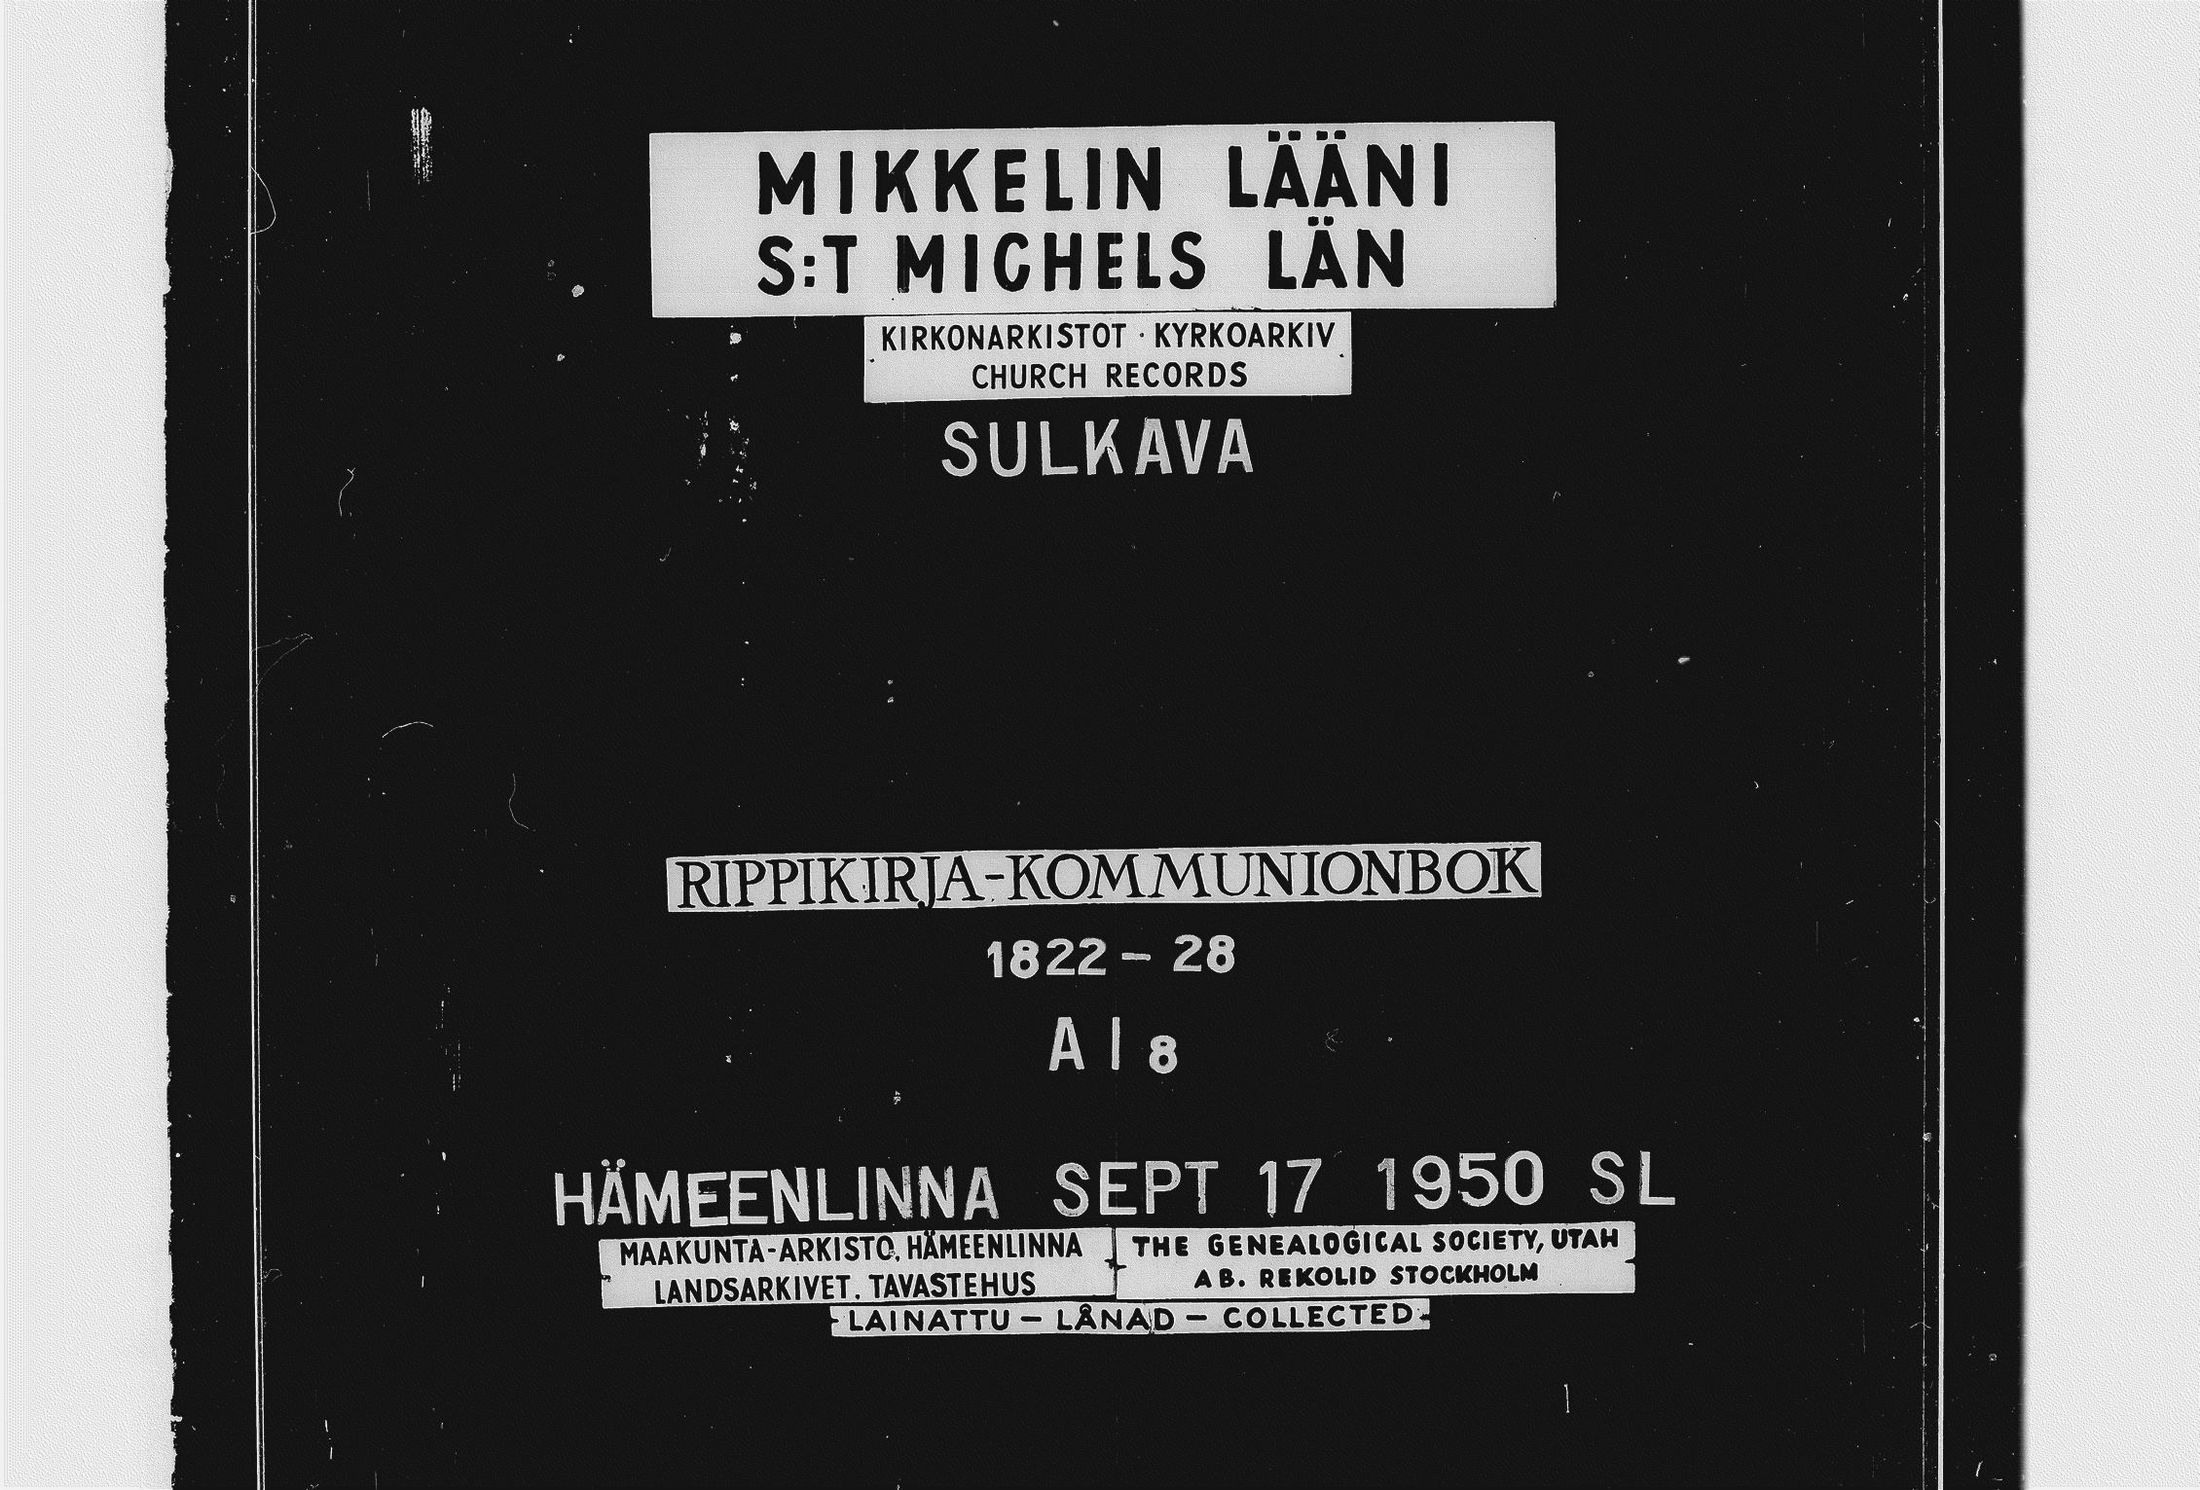 MIKKELIN LÄÄNI
S:T MICHELS LÄN
KIRKONARKISTOT · KYRKOARKIV
CHURCH RECORDS
SULKAVA
RIPPIKIRJA-KOMMUNIONBOK
1822 – 28
A I 8
HÄMEENLINNA SEPT 17 1950 SL
MAAKUNTA-ARKISTO, HÄMEENLINNA
LANDSARKIVET. TAVASTEHUS
THE GENEALOGICAL SOCIETY, UTAH
AB. REKOLID STOCKHOLM
LAINATTU – LÅNAD – COLLECTED